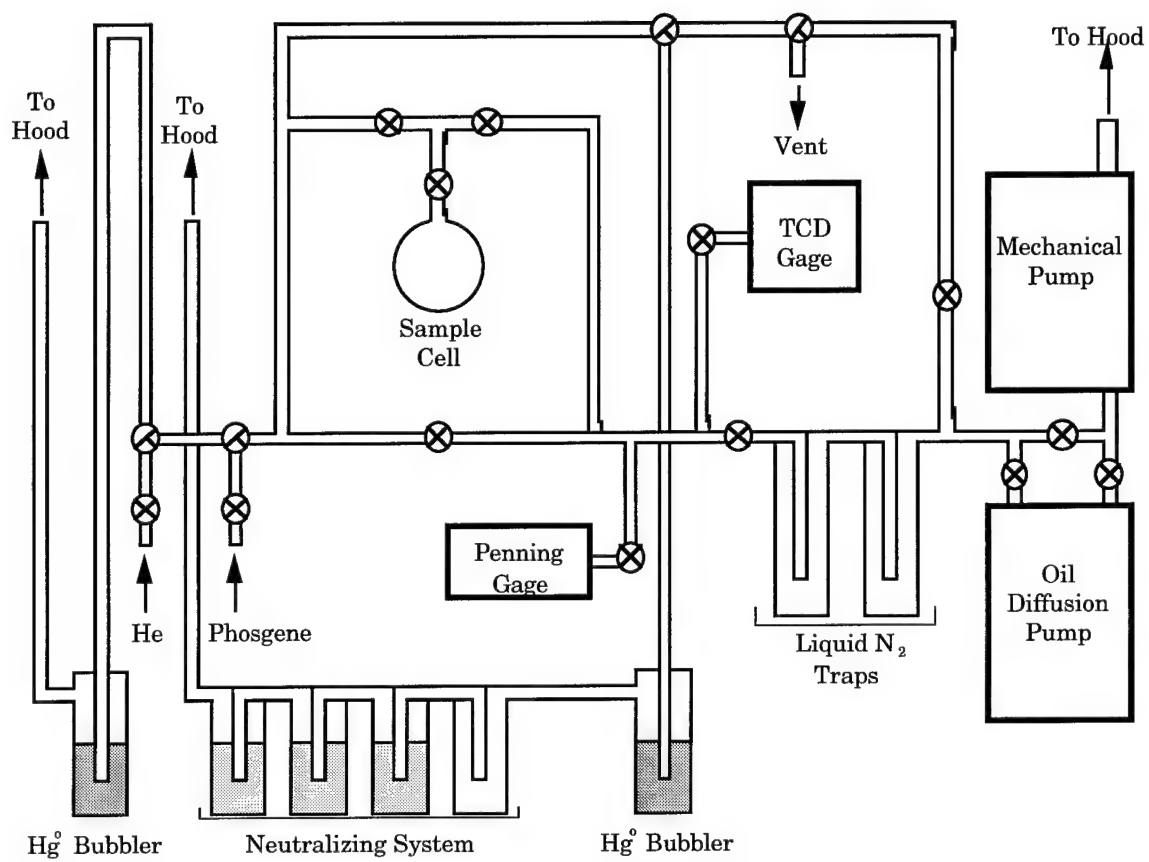 To Hood
To
Hood
To
Hood
Vent
TCD
Gage
Mechanical
Pump
Sample
Cell
Penning
Gage
Oil
Diffusion
Pump
He
Phosgene
Liquid N₂
Traps
Hg° Bubbler
Neutralizing System
Hg° Bubbler